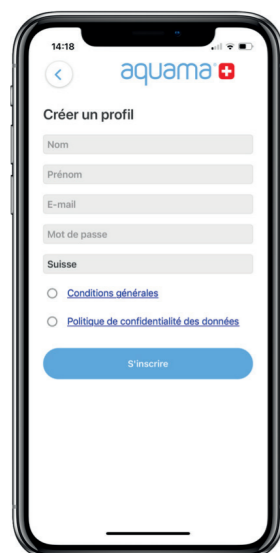 14:18
aquama
Créer un profil
Nom
Prénom
E-mail
Mot de passe
Suisse
Conditions générales
Politique de confidentialité des données
S'inscrire